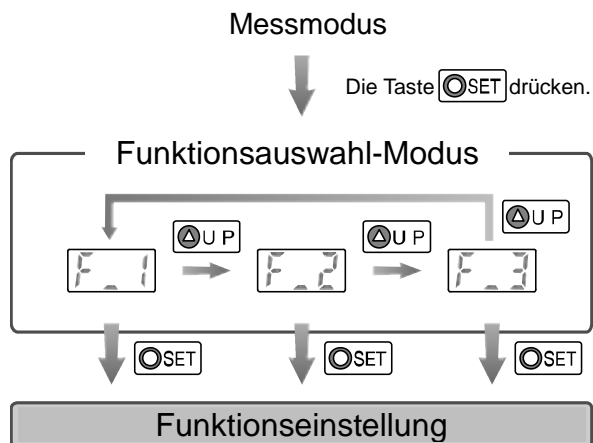 Messmodus
Die Taste SET drücken.
Funktionsauswahl-Modus
UP
UP UP
F_1 F_2 F_3
SET SET SET
Funktionseinstellung